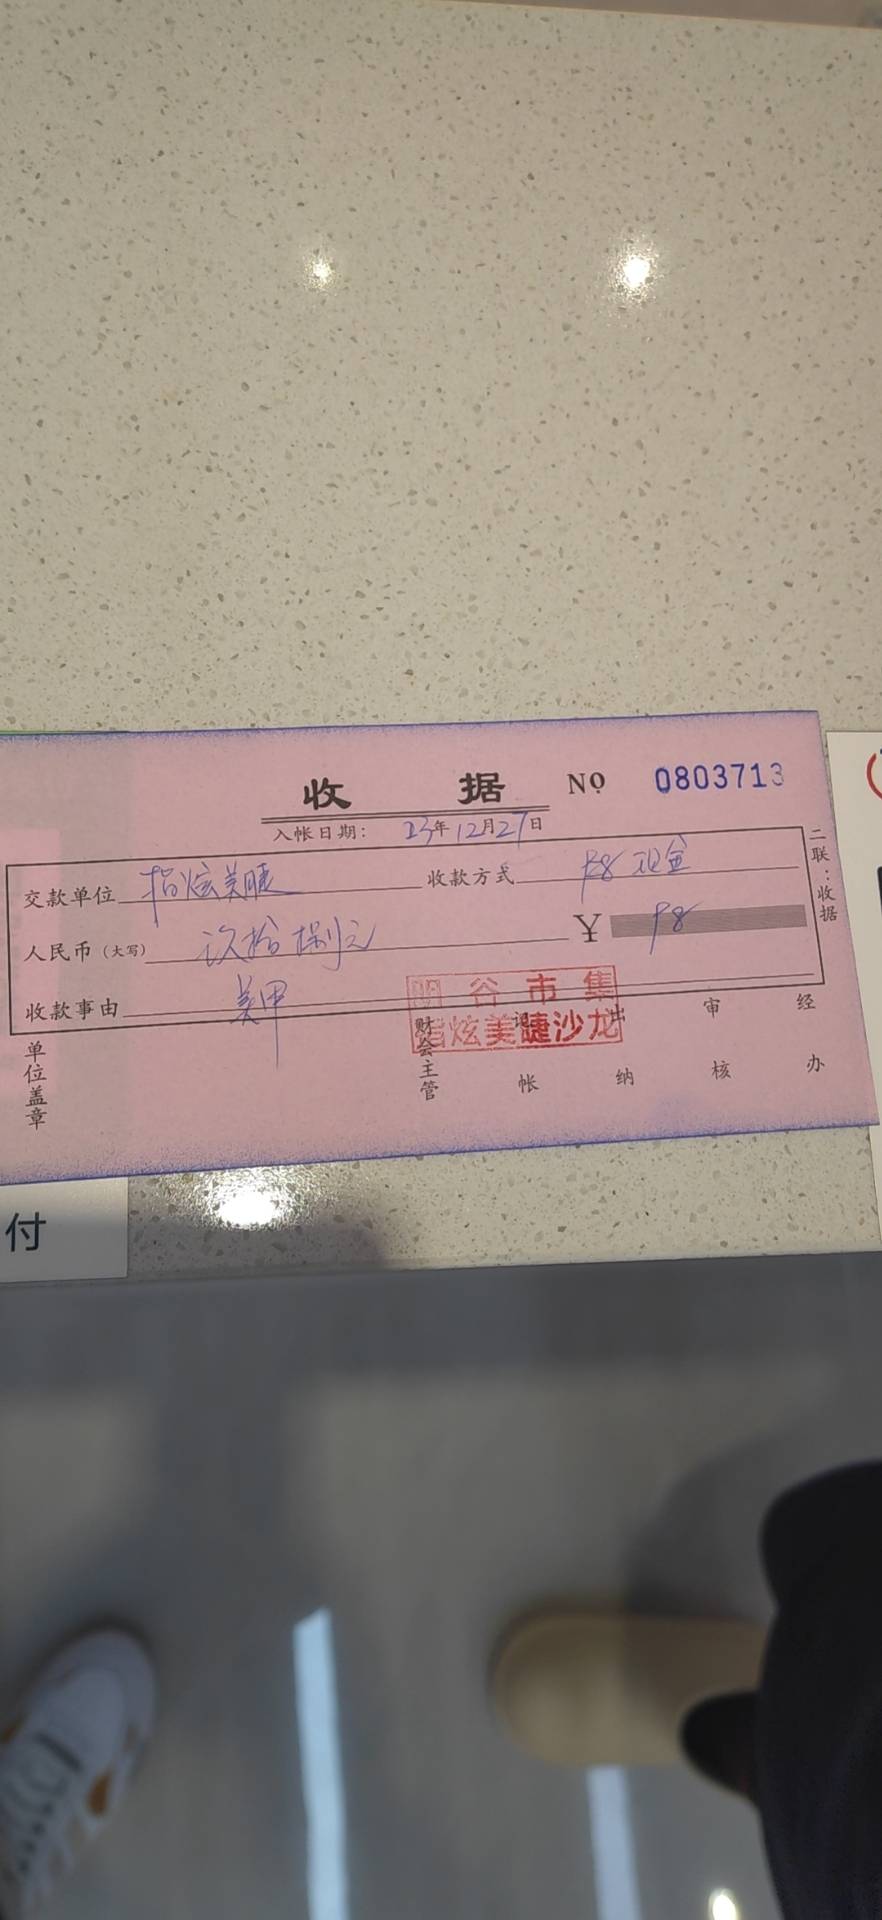 收 据 No 0803713
入帐日期: 23年12月27日
交款单位 指炫美睫 收款方式 现金
人民币(大写) 拾捌元 ¥ 98
收款事由 美甲
谷市集
指炫美睫沙龙
单位盖章 财会主管 记帐 出纳 审核 经办
二联:收据
付